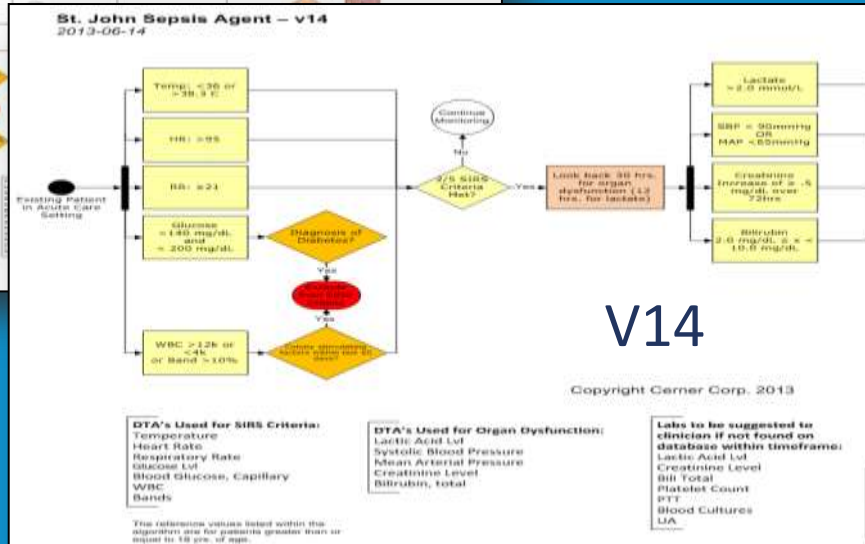 St. John Sepsis Agent – v14
2013-06-14
Existing Patient
in Acute Care
Setting
Temp: <36 or
>38.3 C
HR: >95
RR: ≥21
Glucose
>140 mg/dL
and
< 200 mg/dL
WBC >12k or
<4k
or Band >10%
Diagnosis of
Diabetes?
Yes
Yes
Colony stimulating
factors within last 60
days?
Continue
Monitoring
No
2/5 SIRS
Criteria
Met?
Yes
Look back 30 hrs.
for organ
dysfunction (12
hrs. for lactate)
Lactate
>2.0 mmol/L
SBP < 90mmHg
OR
MAP <65mmHg
Creatinine
Increase of ≥ .5
mg/dL over
72hrs
Bilirubin
2.0 mg/dL ≤ x <
10.0 mg/dL
V14
Copyright Cerner Corp. 2013
DTA's Used for SIRS Criteria:
Temperature
Heart Rate
Respiratory Rate
Glucose Lvl
Blood Glucose, Capillary
WBC
Bands
The reference values listed within the
algorithm are for patients greater than or
equal to 18 yrs. of age.
DTA's Used for Organ Dysfunction:
Lactic Acid Lvl
Systolic Blood Pressure
Mean Arterial Pressure
Creatinine Level
Bilirubin, total
Labs to be suggested to
clinician if not found on
database within timeframe:
Lactic Acid Lvl
Creatinine Level
Bili Total
Platelet Count
PTT
Blood Cultures
UA